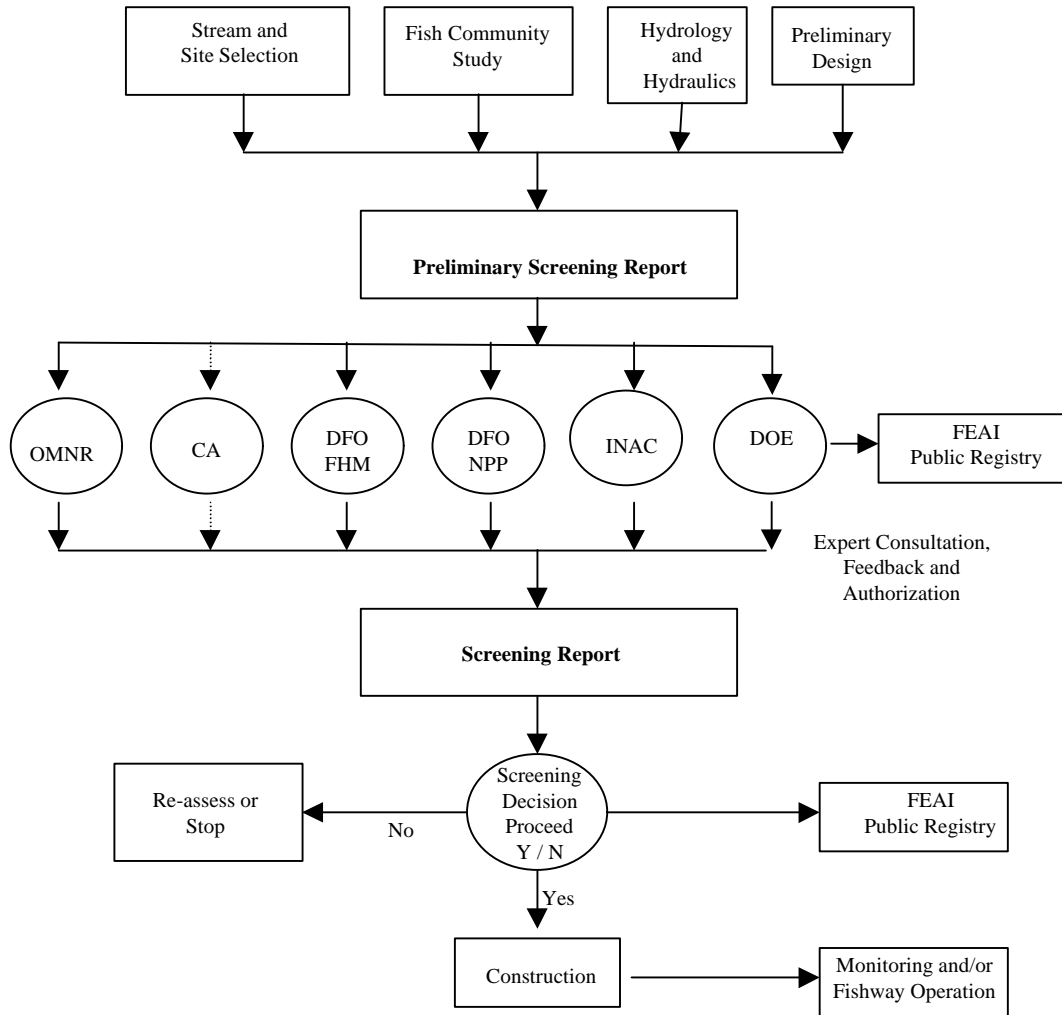 Stream and
Site Selection
Fish Community
Study
Hydrology
and
Hydraulics
Preliminary
Design
Preliminary Screening Report
OMNR
CA
DFO
FHM
DFO
NPP
INAC
DOE
FEAI
Public Registry
Expert Consultation,
Feedback and
Authorization
Screening Report
Re-assess or
Stop
No
Screening
Decision
Proceed
Y / N
FEAI
Public Registry
Yes
Construction
Monitoring and/or
Fishway Operation